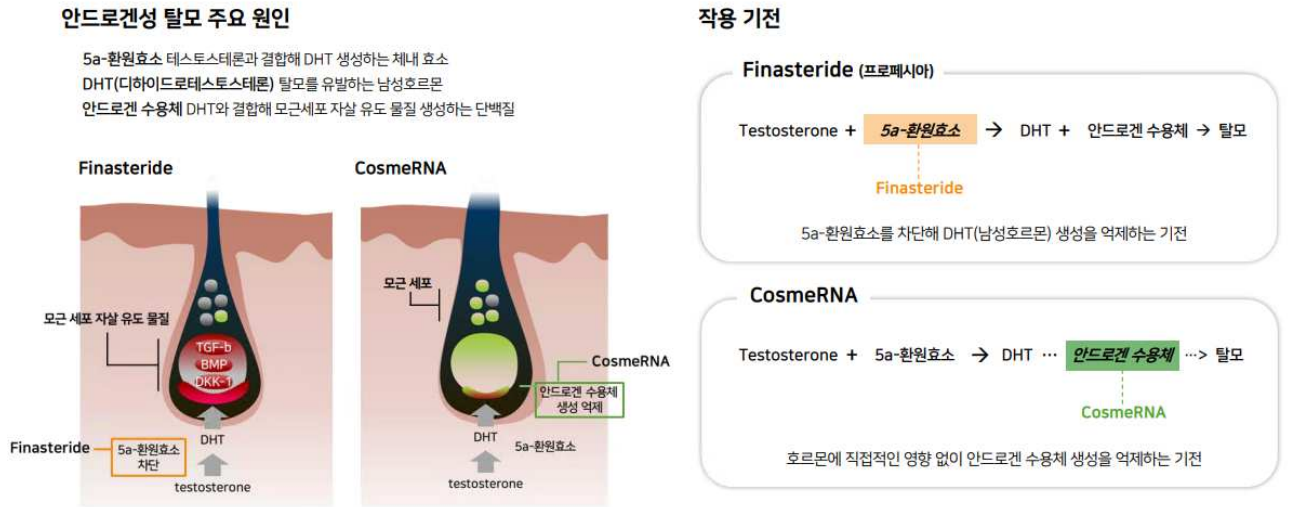 안드로겐성 탈모 주요 원인
5a-환원효소 테스토스테론과 결합해 DHT 생성하는 체내 효소
DHT(디하이드로테스토스테론) 탈모를 유발하는 남성호르몬
안드로겐 수용체 DHT와 결합해 모근세포 자살 유도 물질 생성하는 단백질
Finasteride
모근 세포 자살 유도 물질
TGF-b
BMP
DKK-1
DHT
Finasteride
5a-환원효소
차단
testosterone
CosmeRNA
모근 세포
CosmeRNA
안드로겐 수용체
생성 억제
DHT
5a-환원효소
testosterone
작용 기전
Finasteride (프로페시아)
Testosterone + 5a-환원효소 → DHT + 안드로겐 수용체 → 탈모
Finasteride
5a-환원효소를 차단해 DHT(남성호르몬) 생성을 억제하는 기전
CosmeRNA
Testosterone + 5a-환원효소 → DHT ··· 안드로겐 수용체 ···> 탈모
CosmeRNA
호르몬에 직접적인 영향 없이 안드로겐 수용체 생성을 억제하는 기전